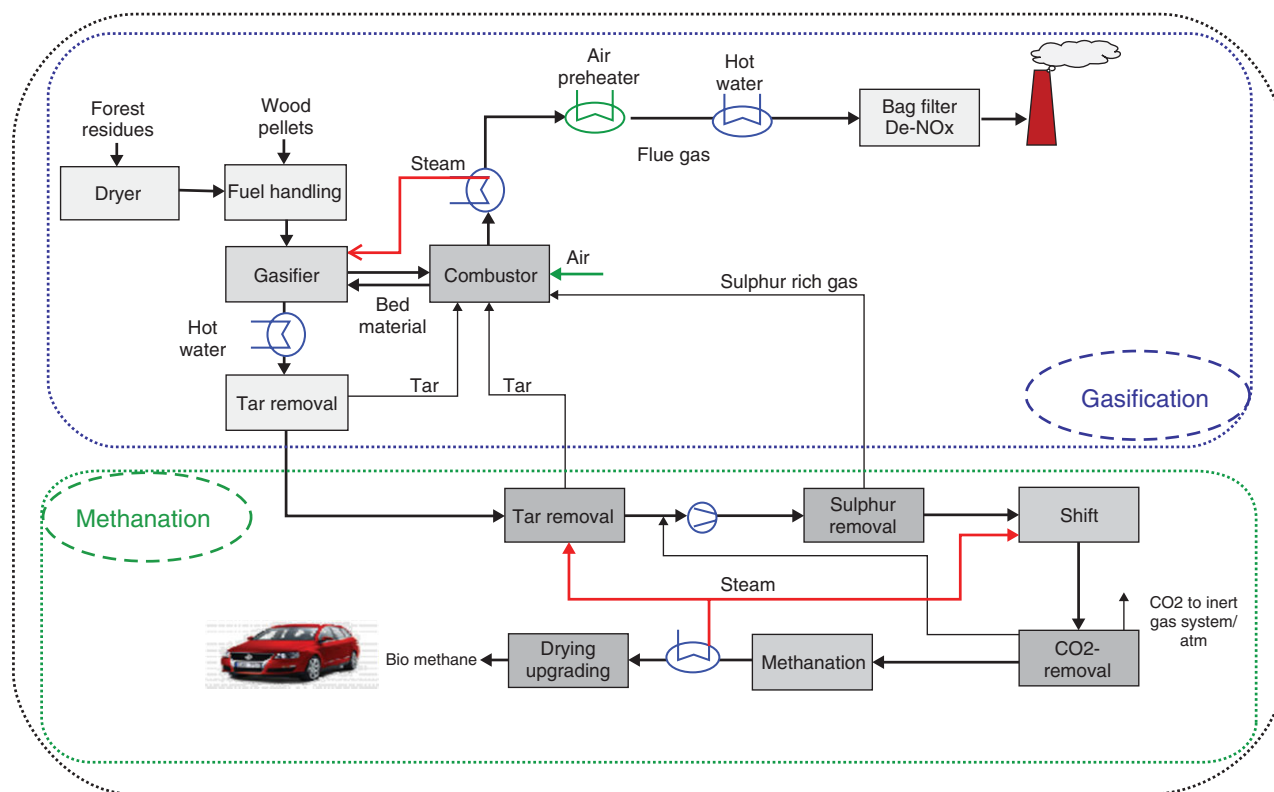 Air
preheater
Hot
water
Forest
residues
Wood
pellets
Bag filter
De-NOx
Flue gas
Steam
Dryer
Fuel handling
Gasifier
Combustor
Air
Sulphur rich gas
Bed
material
Hot
water
Tar removal
Tar
Tar
Gasification
Methanation
Tar removal
Sulphur
removal
Shift
Steam
CO2 to inert
gas system/
atm
Bio methane
Drying
upgrading
Methanation
CO2-
removal